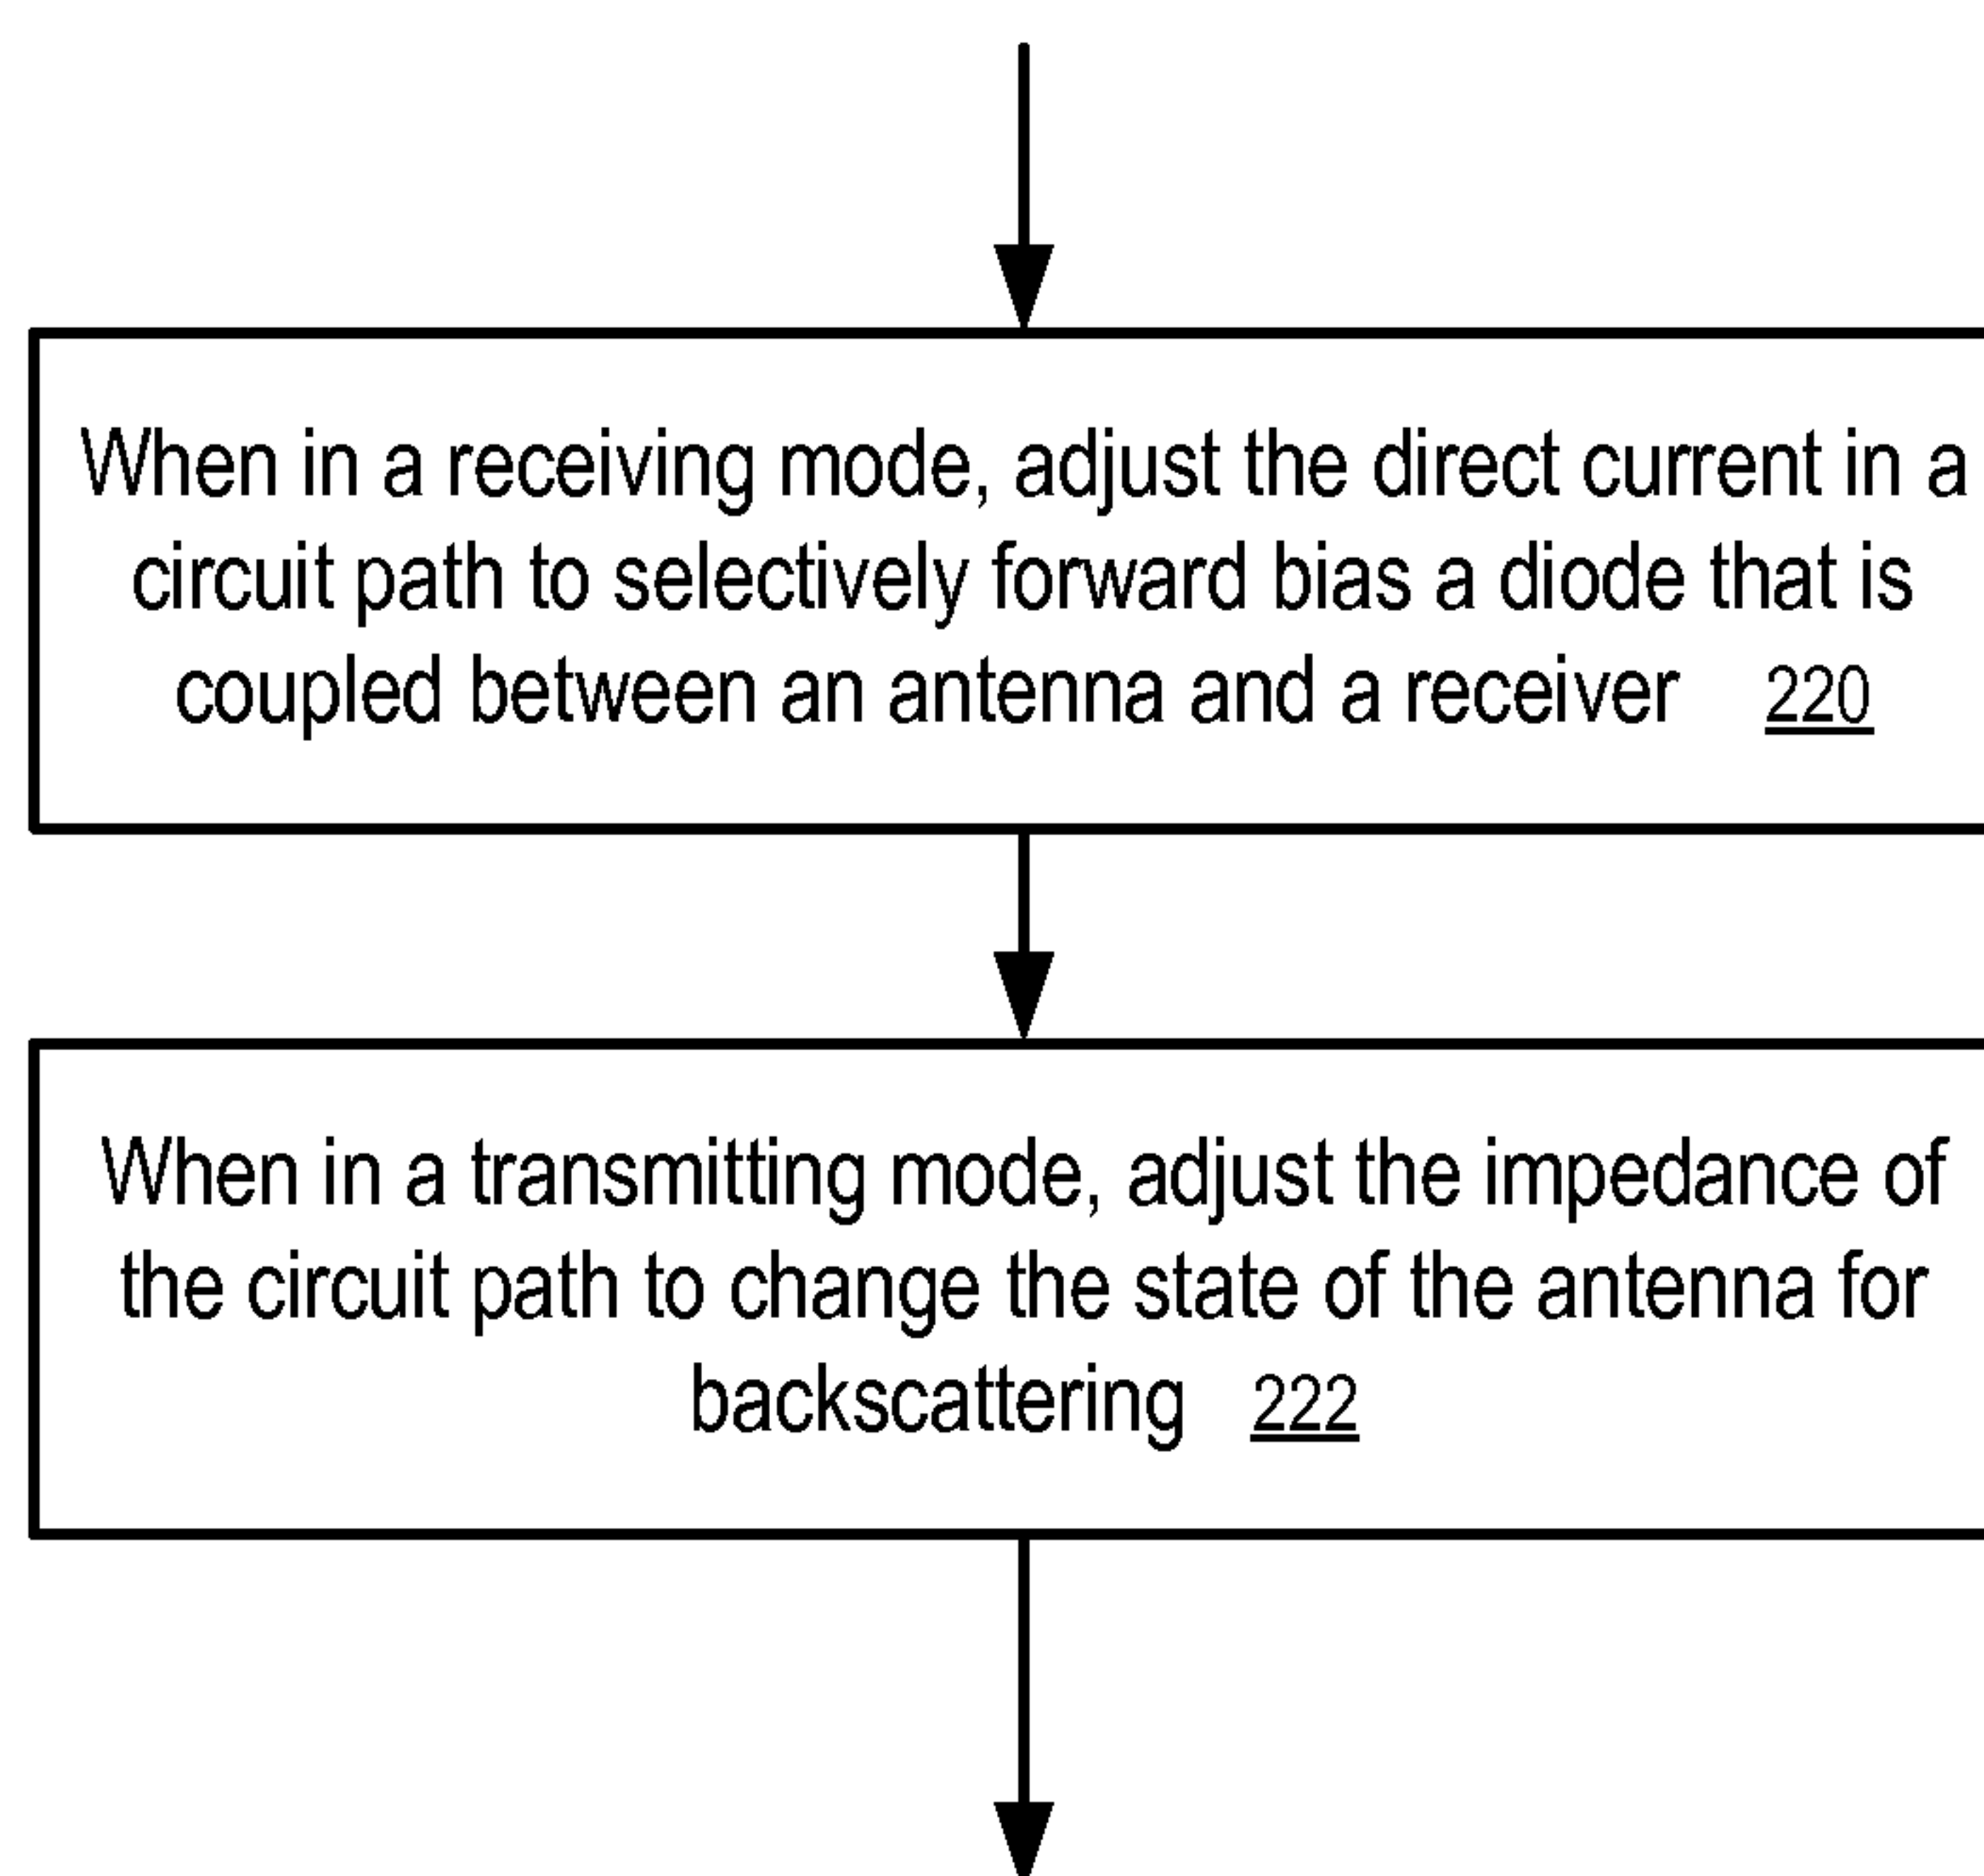 When in a receiving mode, adjust the direct current in a
circuit path to selectively forward bias a diode that is
coupled between an antenna and a receiver 220
When in a transmitting mode, adjust the impedance of
the circuit path to change the state of the antenna for
backscattering 222